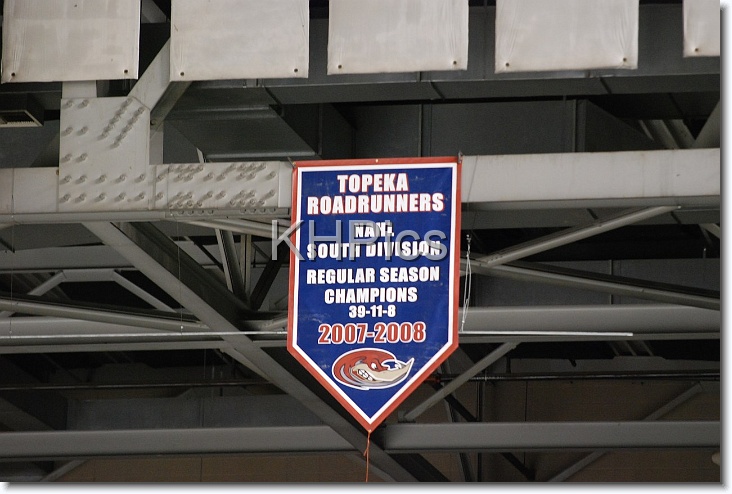 TOPEKA
ROADRUNNERS
NAHL
SOUTH DIVISION
REGULAR SEASON
CHAMPIONS
39-11-8
2007-2008
KHPics